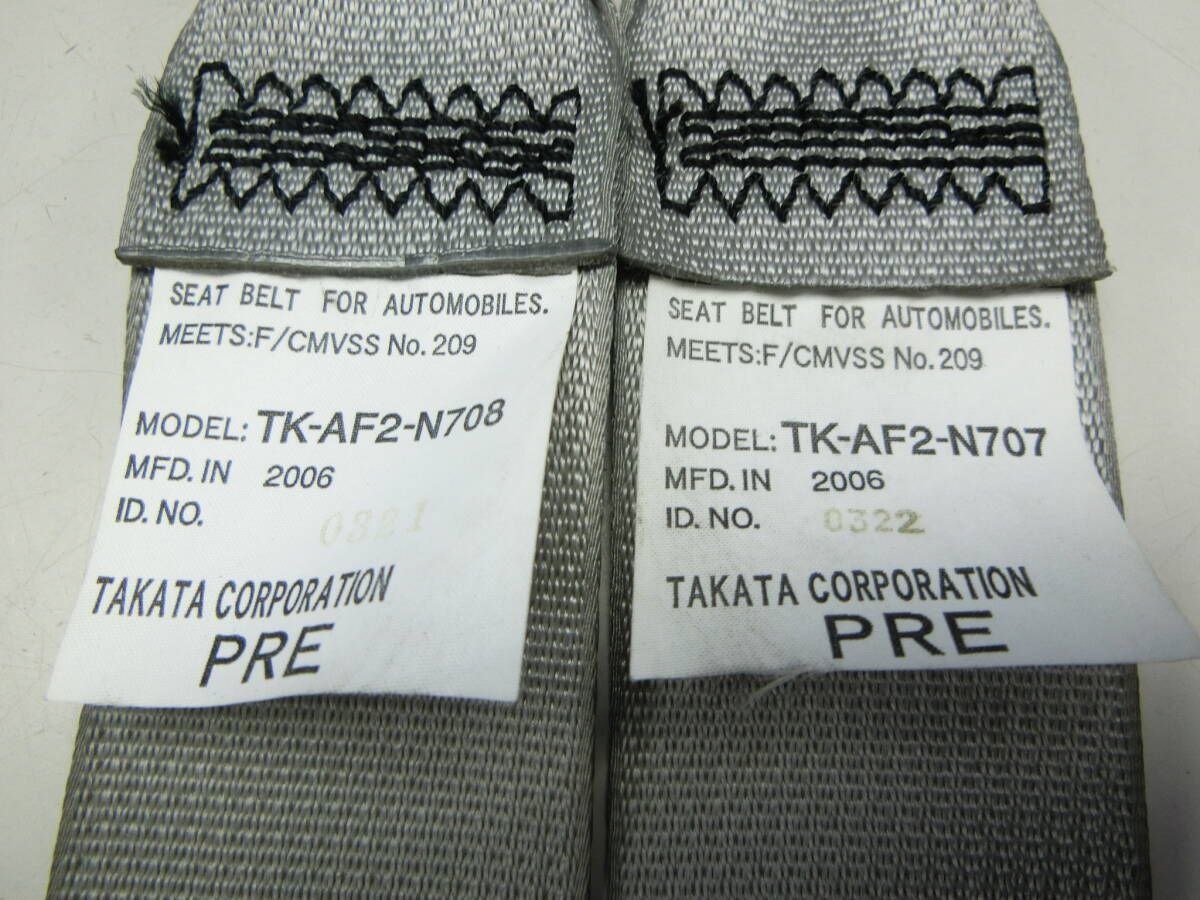 SEAT BELT FOR AUTOMOBILES.
MEETS:F/CMVSS No. 209
MODEL: TK-AF2-N708
MFD. IN 2006
ID. NO. 0321
TAKATA CORPORATION
PRE
SEAT BELT FOR AUTOMOBILES.
MEETS:F/CMVSS No. 209
MODEL: TK-AF2-N707
MFD. IN 2006
ID. NO. 0322
TAKATA CORPORATION
PRE